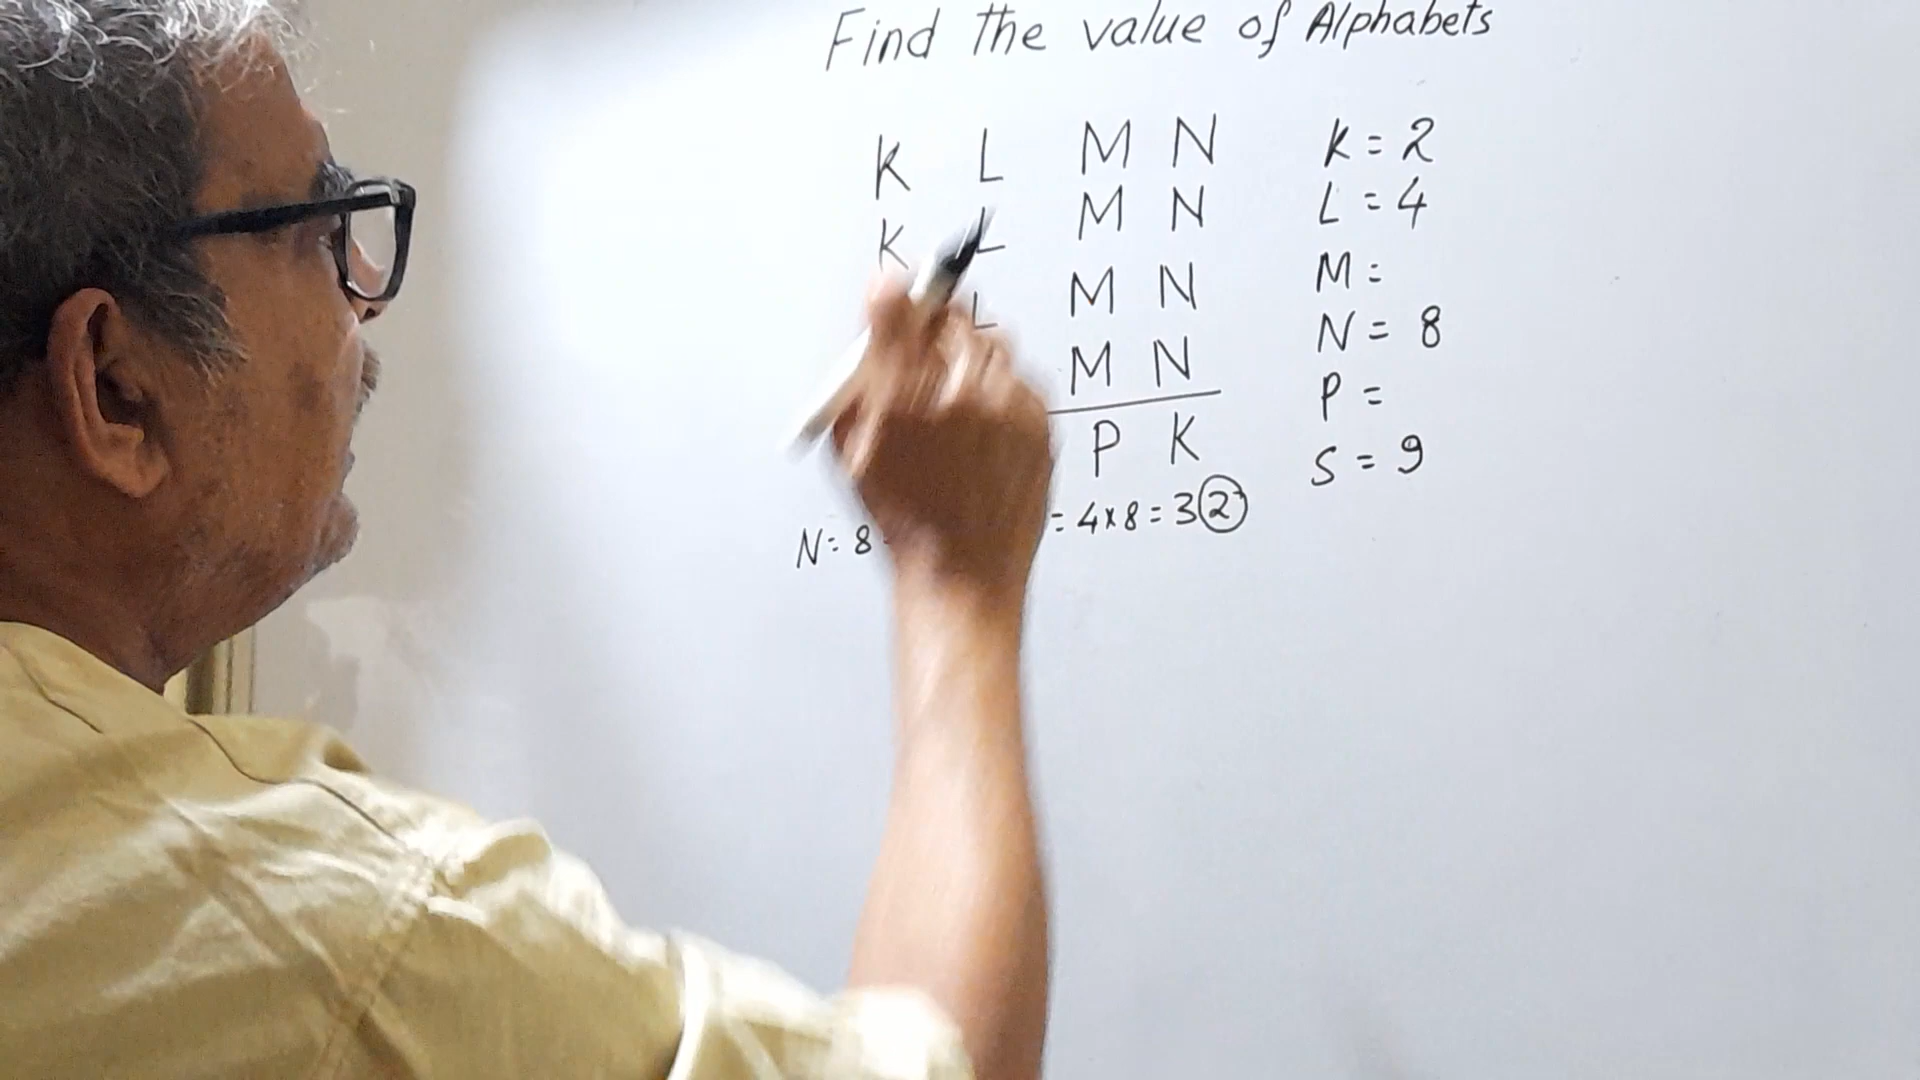 Find the value of Alphabets
K L M N K = 2
K L M N L = 4
L M N M =
M N N = 8
P K P =
S = 9
N = 8 = 4 x 8 = 32